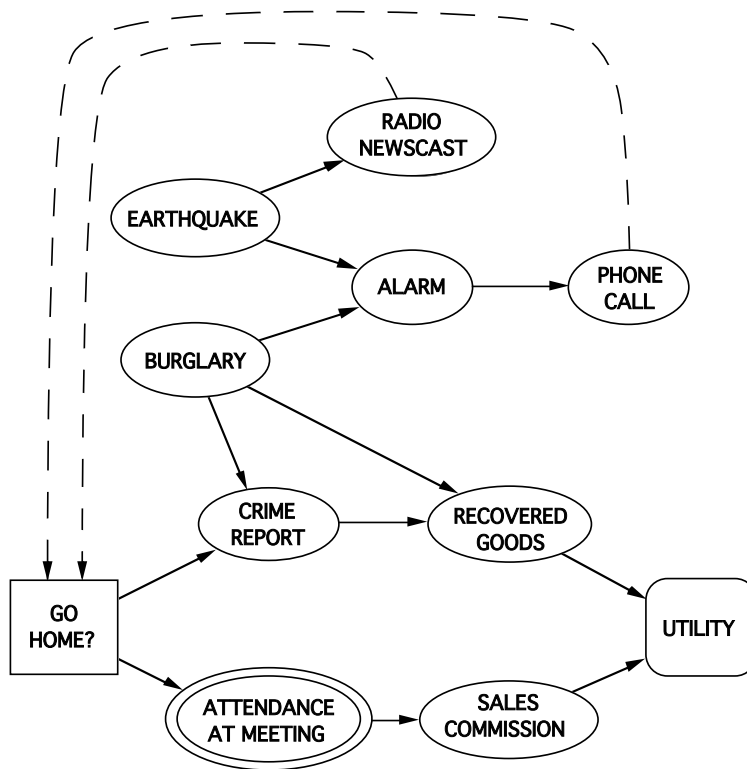 RADIO
NEWSCAST
EARTHQUAKE
ALARM
PHONE
CALL
BURGLARY
CRIME
REPORT
RECOVERED
GOODS
GO
HOME?
UTILITY
ATTENDANCE
AT MEETING
SALES
COMMISSION